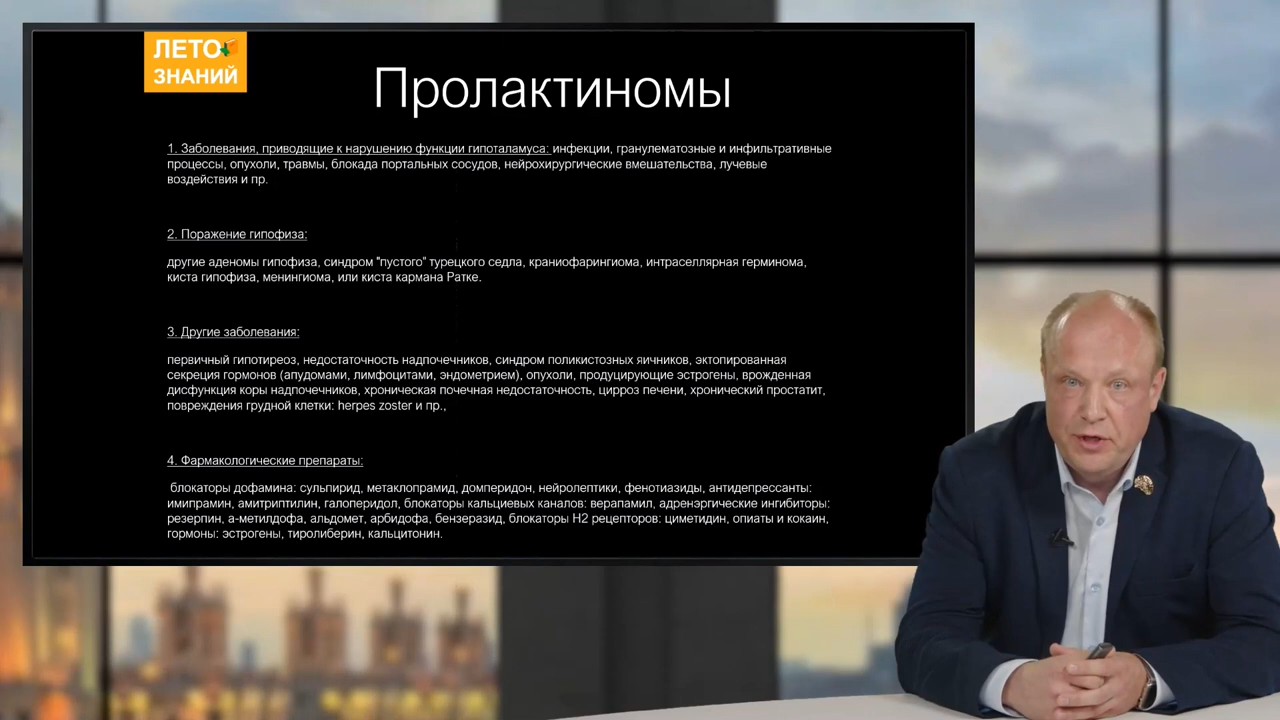 ЛЕТО
ЗНАНИЙ
Пролактиномы
1. Заболевания, приводящие к нарушению функции гипоталамуса: инфекции, гранулематозные и инфильтративные
процессы, опухоли, травмы, блокада портальных сосудов, нейрохирургические вмешательства, лучевые
воздействия и пр.
2. Поражение гипофиза:
другие аденомы гипофиза, синдром "пустого" турецкого седла, краниофарингиома, интраселлярная герминома,
киста гипофиза, менингиома, или киста кармана Ратке.
3. Другие заболевания:
первичный гипотиреоз, недостаточность надпочечников, синдром поликистозных яичников, эктопированная
секреция гормонов (апудомами, лимфоцитами, эндометрием), опухоли, продуцирующие эстрогены, врожденная
дисфункция коры надпочечников, хроническая почечная недостаточность, цирроз печени, хронический простатит,
повреждения грудной клетки: herpes zoster и пр.,
4. Фармакологические препараты:
блокаторы дофамина: сульпирид, метаклопрамид, домперидон, нейролептики, фенотиазиды, антидепрессанты:
имипрамин, амитриптилин, галоперидол, блокаторы кальциевых каналов: верапамил, адренэргические ингибиторы:
резерпин, а-метилдофа, альдомет, арбидофа, бензеразид, блокаторы Н2 рецепторов: циметидин, опиаты и кокаин,
гормоны: эстрогены, тиролиберин, кальцитонин.